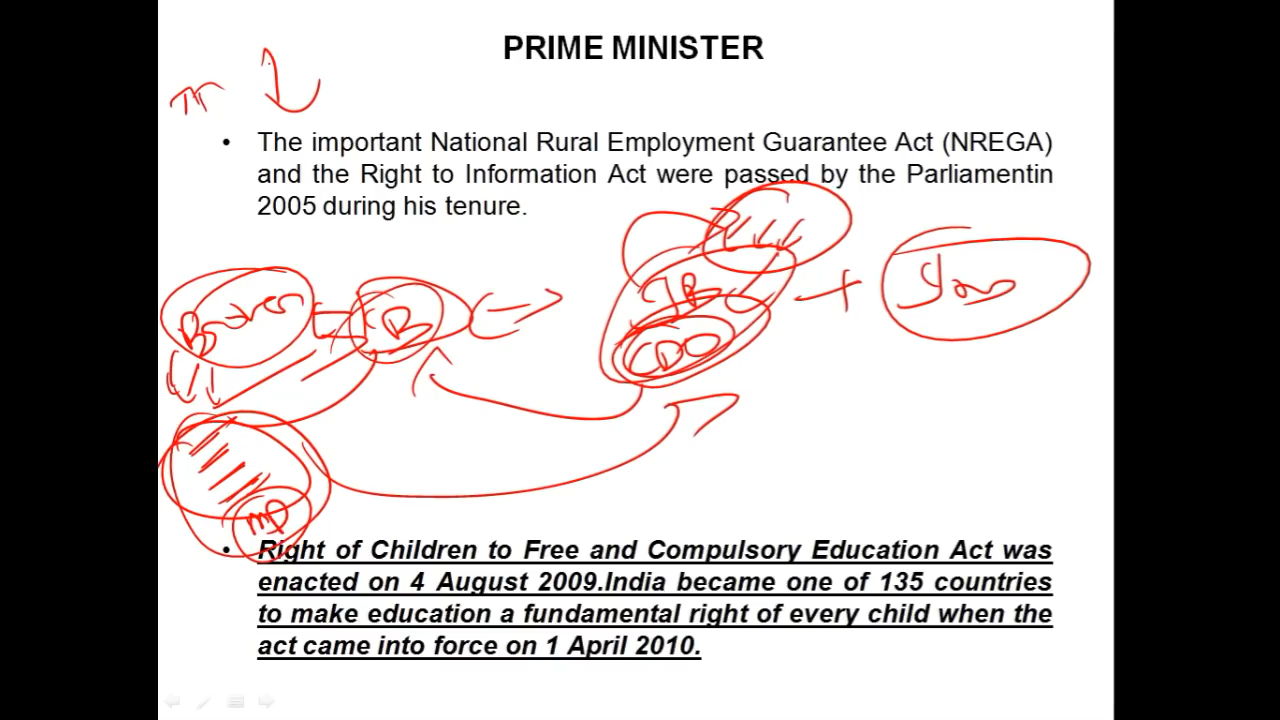 PRIME MINISTER
• The important National Rural Employment Guarantee Act (NREGA)
and the Right to Information Act were passed by the Parliamentin
2005 during his tenure.
B
IB
+
CDO
MP
• Right of Children to Free and Compulsory Education Act was
enacted on 4 August 2009.India became one of 135 countries
to make education a fundamental right of every child when the
act came into force on 1 April 2010.